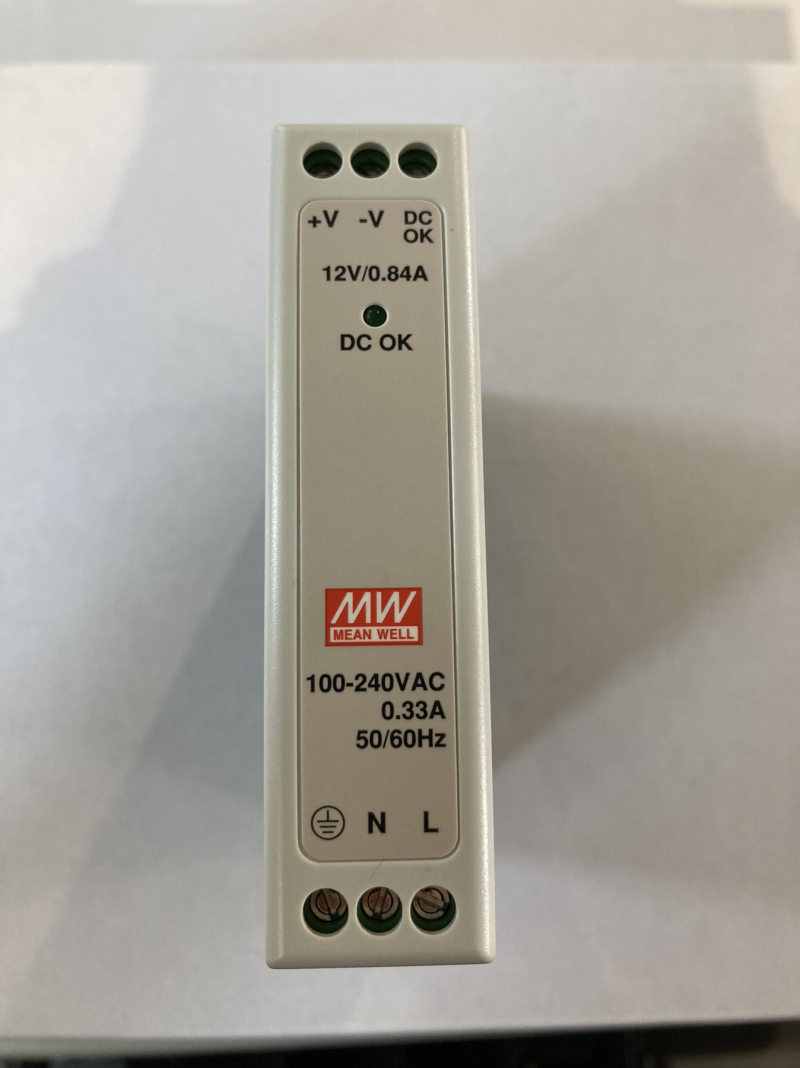 +V -V DC OK
12V/0.84A
DC OK
MW
MEAN WELL
100-240VAC
0.33A
50/60Hz
N L